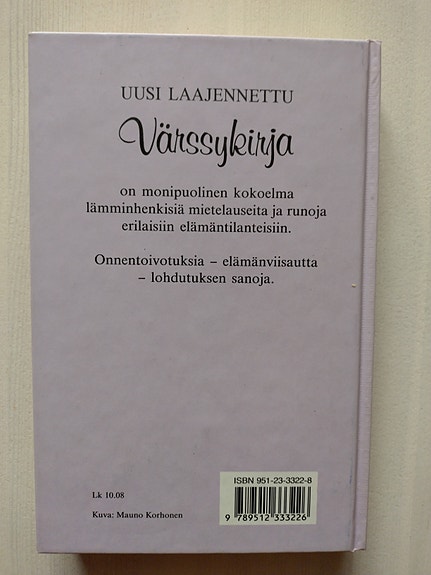 UUSI LAAJENNETTU
Värssykirja
on monipuolinen kokoelma
lämminhenkisiä mietelauseita ja runoja
erilaisiin elämäntilanteisiin.
Onnentoivotuksia – elämänviisautta
– lohdutuksen sanoja.
ISBN 951-23-3322-8
9 789512 333226
Lk 10.08
Kuva: Mauno Korhonen